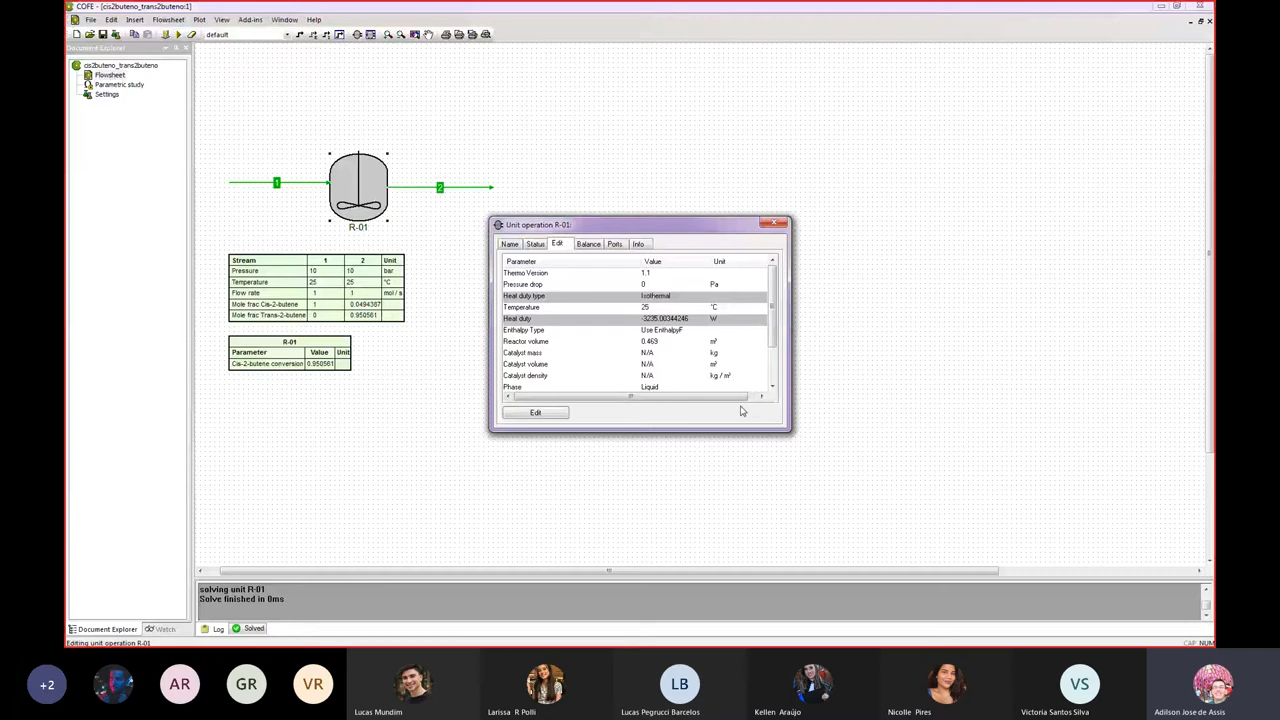 COFE - [cis2buteno_trans2buteno:1]
File Edit Insert Flowsheet Plot View Add-ins Window Help
default
Document Explorer
cis2buteno_trans2buteno
Flowsheet
Parametric study
Settings
1
2
R-01
Stream 1 2 Unit
Pressure 10 10 bar
Temperature 25 25 °C
Flow rate 1 1 mol / s
Mole frac Cis-2-butene 1 0.0494387
Mole frac Trans-2-butene 0 0.950561
R-01
Parameter Value Unit
Cis-2-butene conversion 0.950561
Unit operation R-01:
Name Status Edit Balance Ports Info
Parameter Value Unit
Thermo Version 1.1
Pressure drop 0 Pa
Heat duty type Isothermal
Temperature 25 °C
Heat duty -3235.00344246 W
Enthalpy Type Use EnthalpyF
Reactor volume 0.469 m³
Catalyst mass N/A kg
Catalyst volume N/A m³
Catalyst density N/A kg / m³
Phase Liquid
Edit
solving unit R-01
Solve finished in 0ms
Document Explorer Watch Log Solved
Editing unit operation R-01 CAP NUM
+2 AR GR VR LB VS
Lucas Mundim Larissa R Polli Lucas Pegrucci Barcelos Kellen Araújo Nicolle Pires Victoria Santos Silva Adilson Jose de Assis